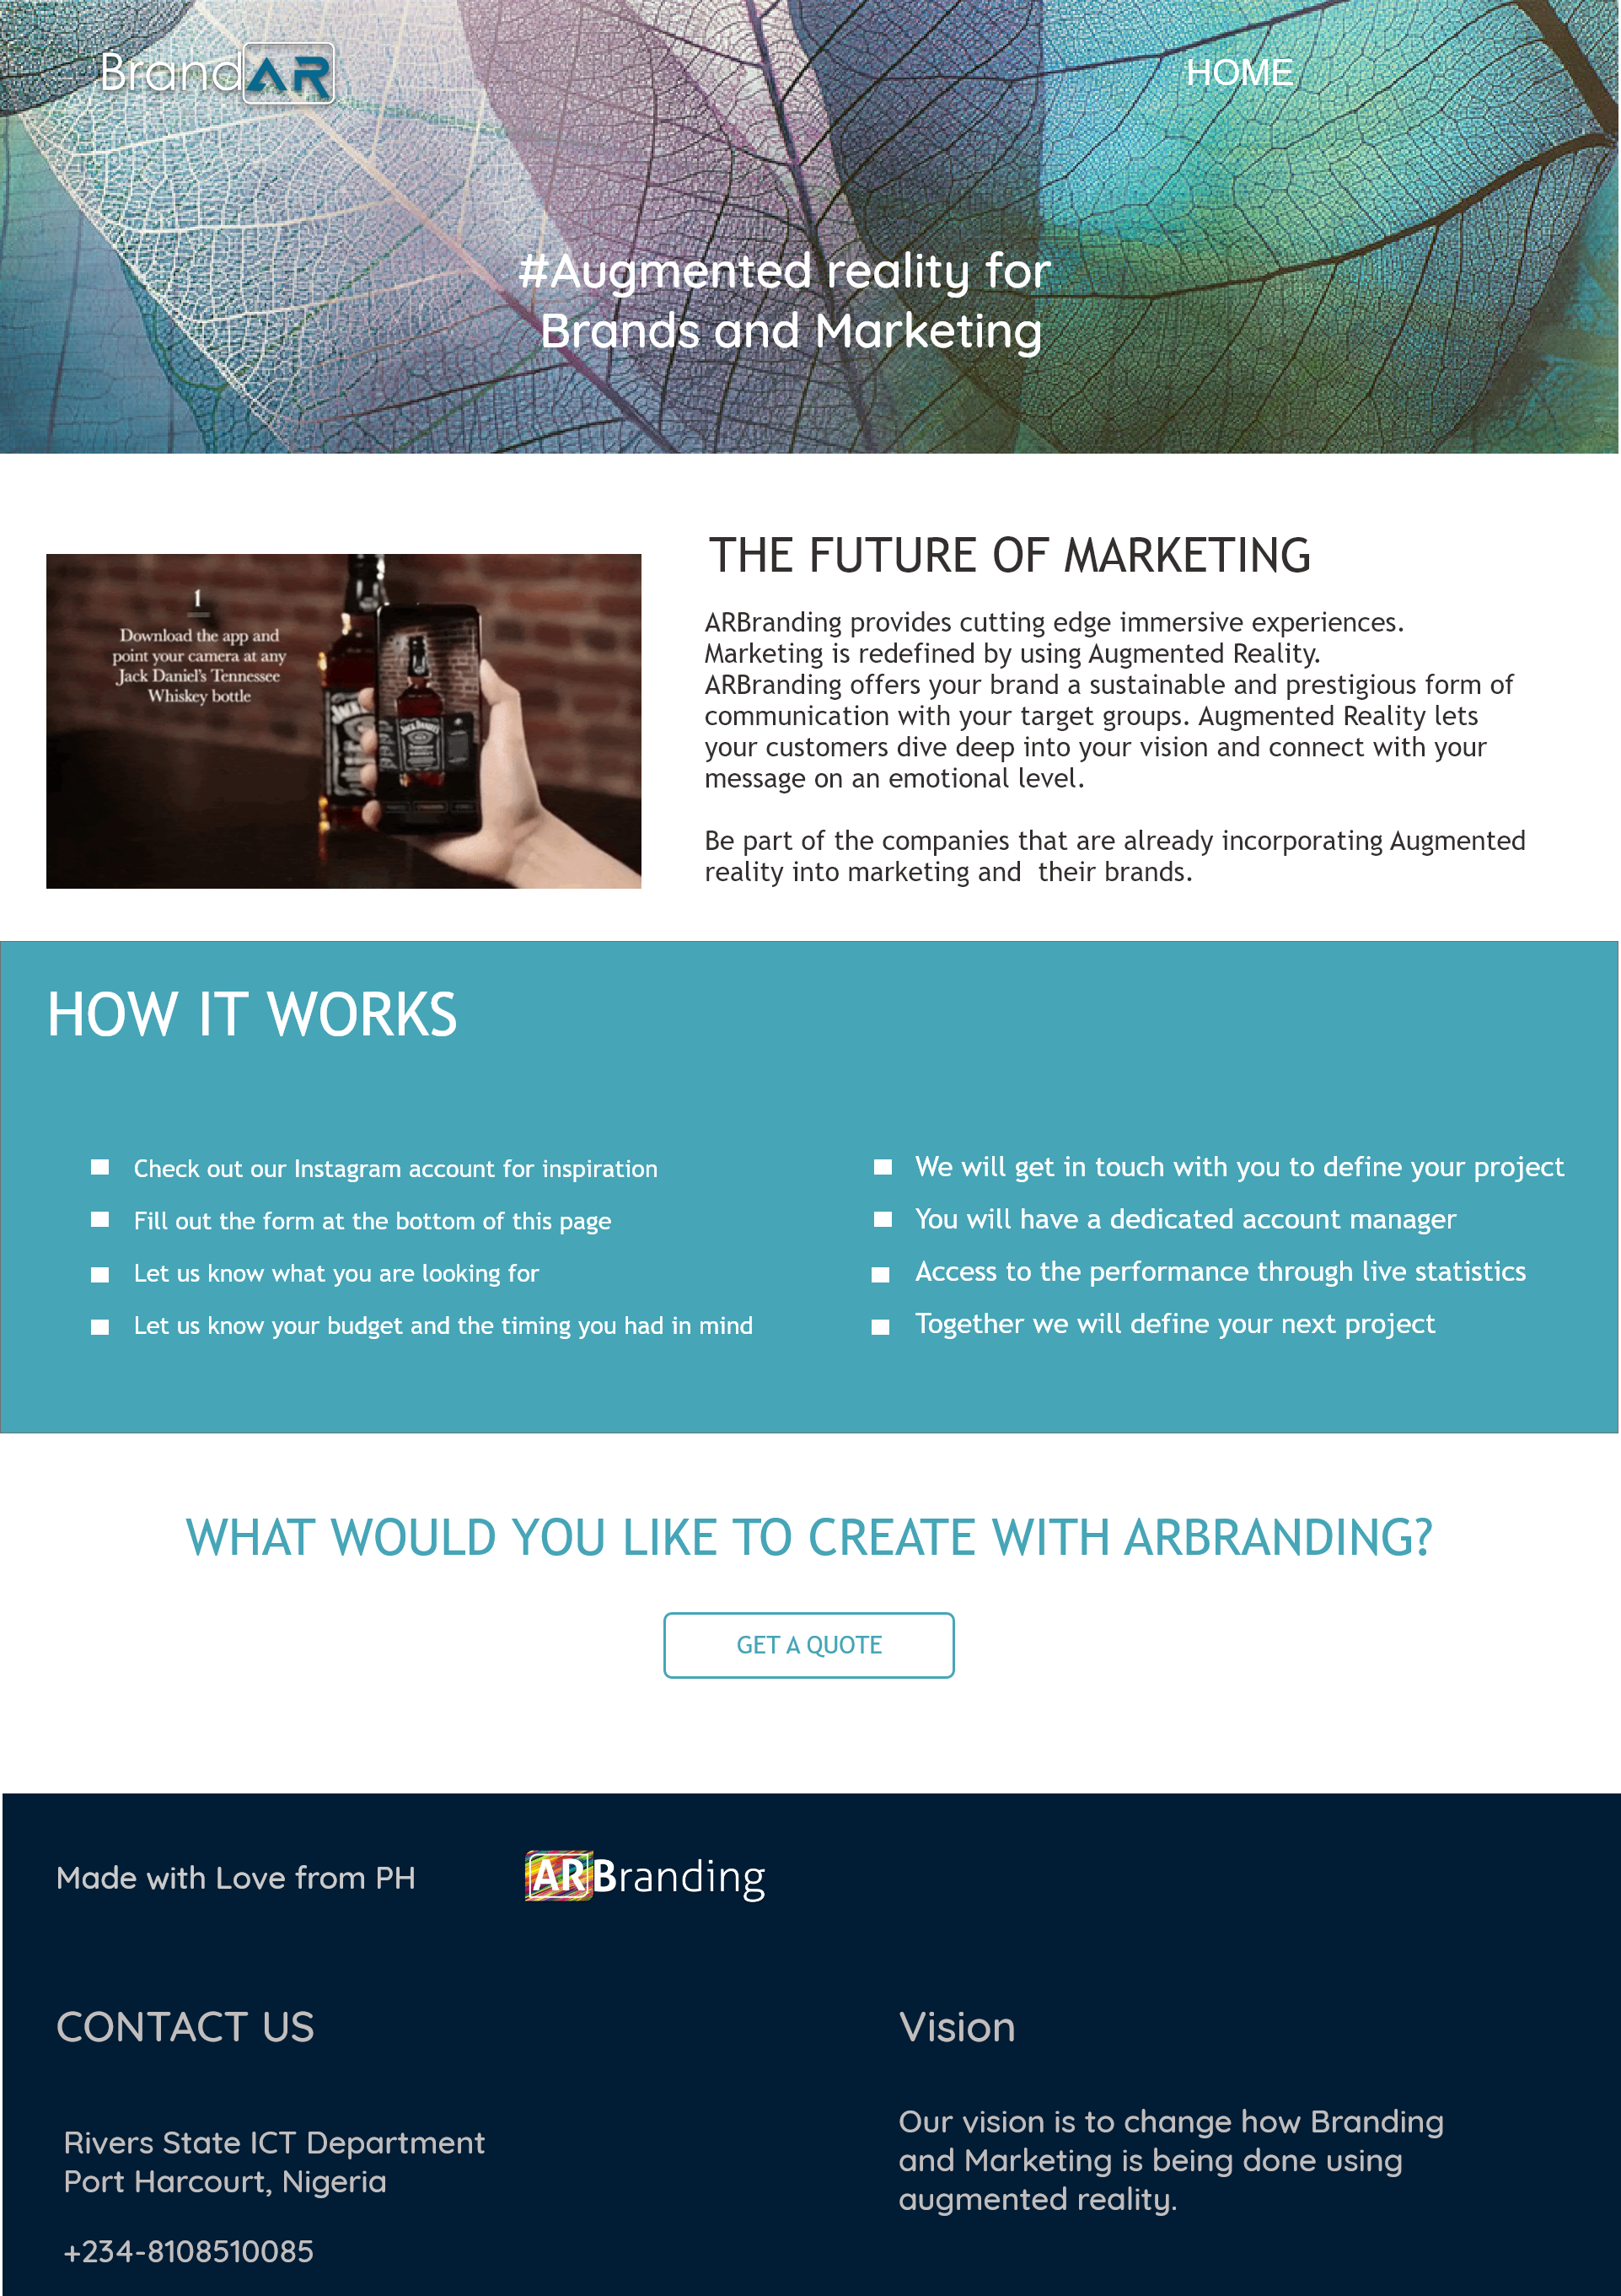 BrandAR
HOME
#Augmented reality for
Brands and Marketing
1
Download the app and
point your camera at any
Jack Daniel's Tennessee
Whiskey bottle
THE FUTURE OF MARKETING
ARBranding provides cutting edge immersive experiences.
Marketing is redefined by using Augmented Reality.
ARBranding offers your brand a sustainable and prestigious form of
communication with your target groups. Augmented Reality lets
your customers dive deep into your vision and connect with your
message on an emotional level.
Be part of the companies that are already incorporating Augmented
reality into marketing and  their brands.
HOW IT WORKS
Check out our Instagram account for inspiration
Fill out the form at the bottom of this page
Let us know what you are looking for
Let us know your budget and the timing you had in mind
We will get in touch with you to define your project
You will have a dedicated account manager
Access to the performance through live statistics
Together we will define your next project
WHAT WOULD YOU LIKE TO CREATE WITH ARBRANDING?
GET A QUOTE
Made with Love from PH
ARBranding
CONTACT US
Rivers State ICT Department
Port Harcourt, Nigeria
+234-8108510085
Vision
Our vision is to change how Branding
and Marketing is being done using
augmented reality.